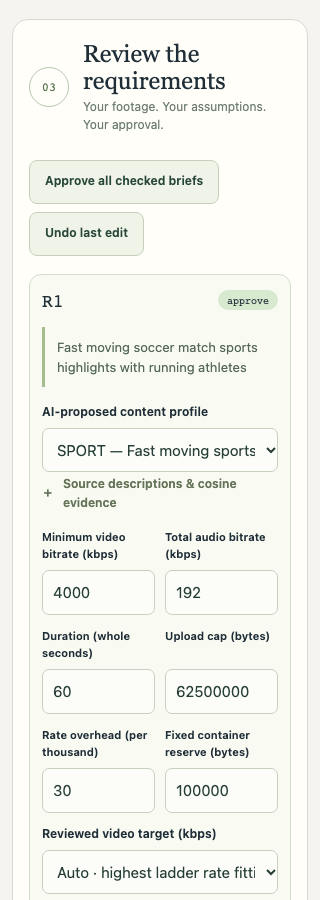 03
Review the
requirements
Your footage. Your assumptions.
Your approval.
Approve all checked briefs
Undo last edit
R1
approve
Fast moving soccer match sports
highlights with running athletes
AI-proposed content profile
SPORT — Fast moving sports
+ Source descriptions & cosine
evidence
Minimum video
bitrate (kbps)
Total audio bitrate
(kbps)
4000
192
Duration (whole
seconds)
Upload cap (bytes)
60
62500000
Rate overhead (per
thousand)
Fixed container
reserve (bytes)
30
100000
Reviewed video target (kbps)
Auto · highest ladder rate fitti